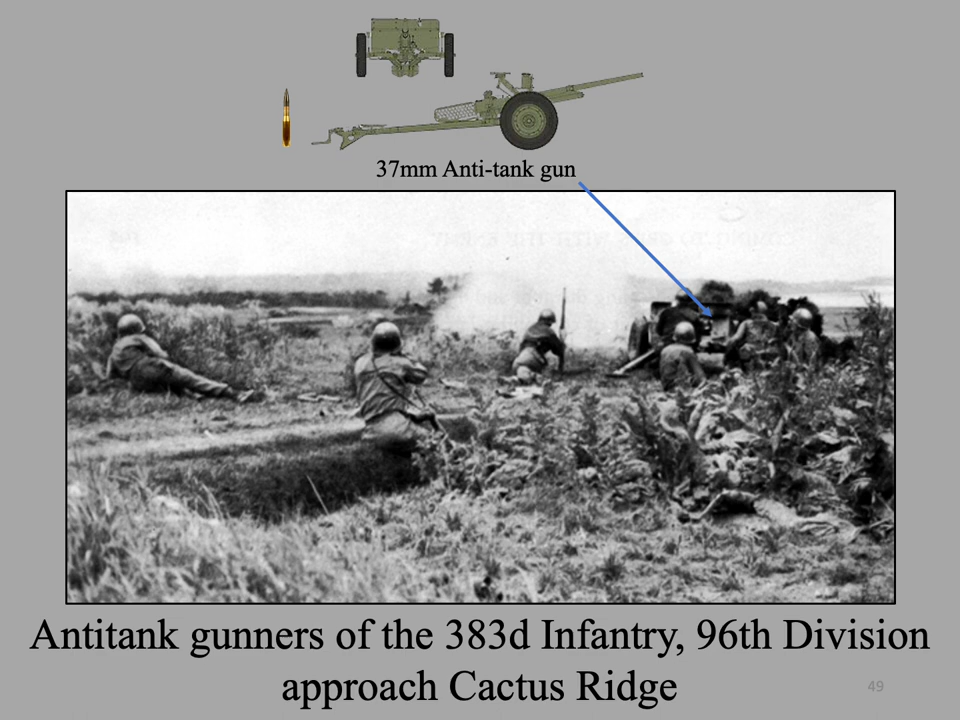 37mm Anti-tank gun
Antitank gunners of the 383d Infantry, 96th Division
approach Cactus Ridge
49